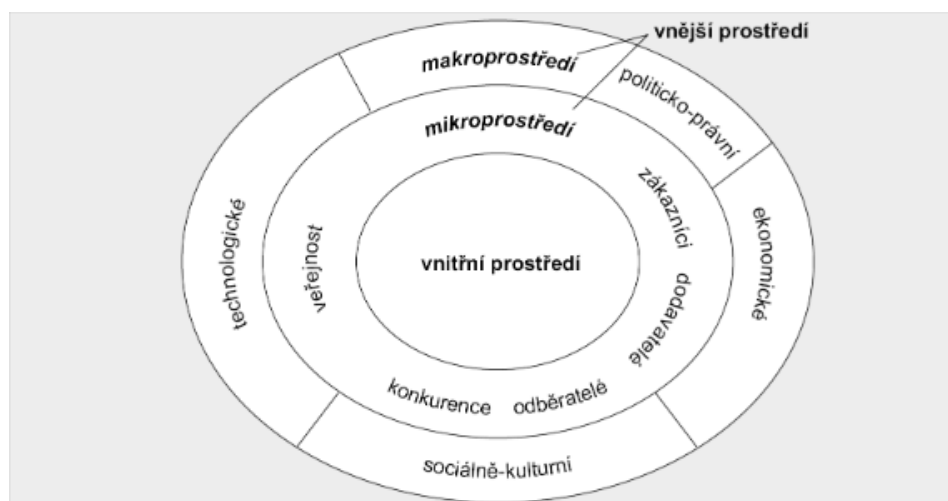 vnější prostředí
makroprostředí
politicko-právní
mikroprostředí
zákazníci
ekonomické
technologické
veřejnost
vnitřní prostředí
dodavatelé
konkurence
odběratelé
sociálně-kulturní